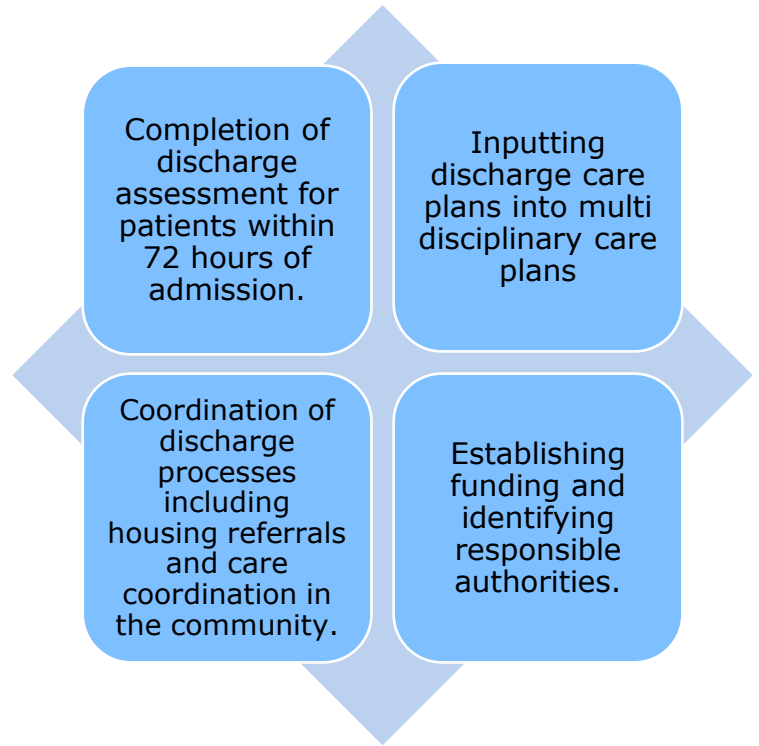 Completion of
discharge
assessment for
patients within
72 hours of
admission.
Inputting
discharge care
plans into multi
disciplinary care
plans
Coordination of
discharge
processes
including
housing referrals
and care
coordination in
the community.
Establishing
funding and
identifying
responsible
authorities.